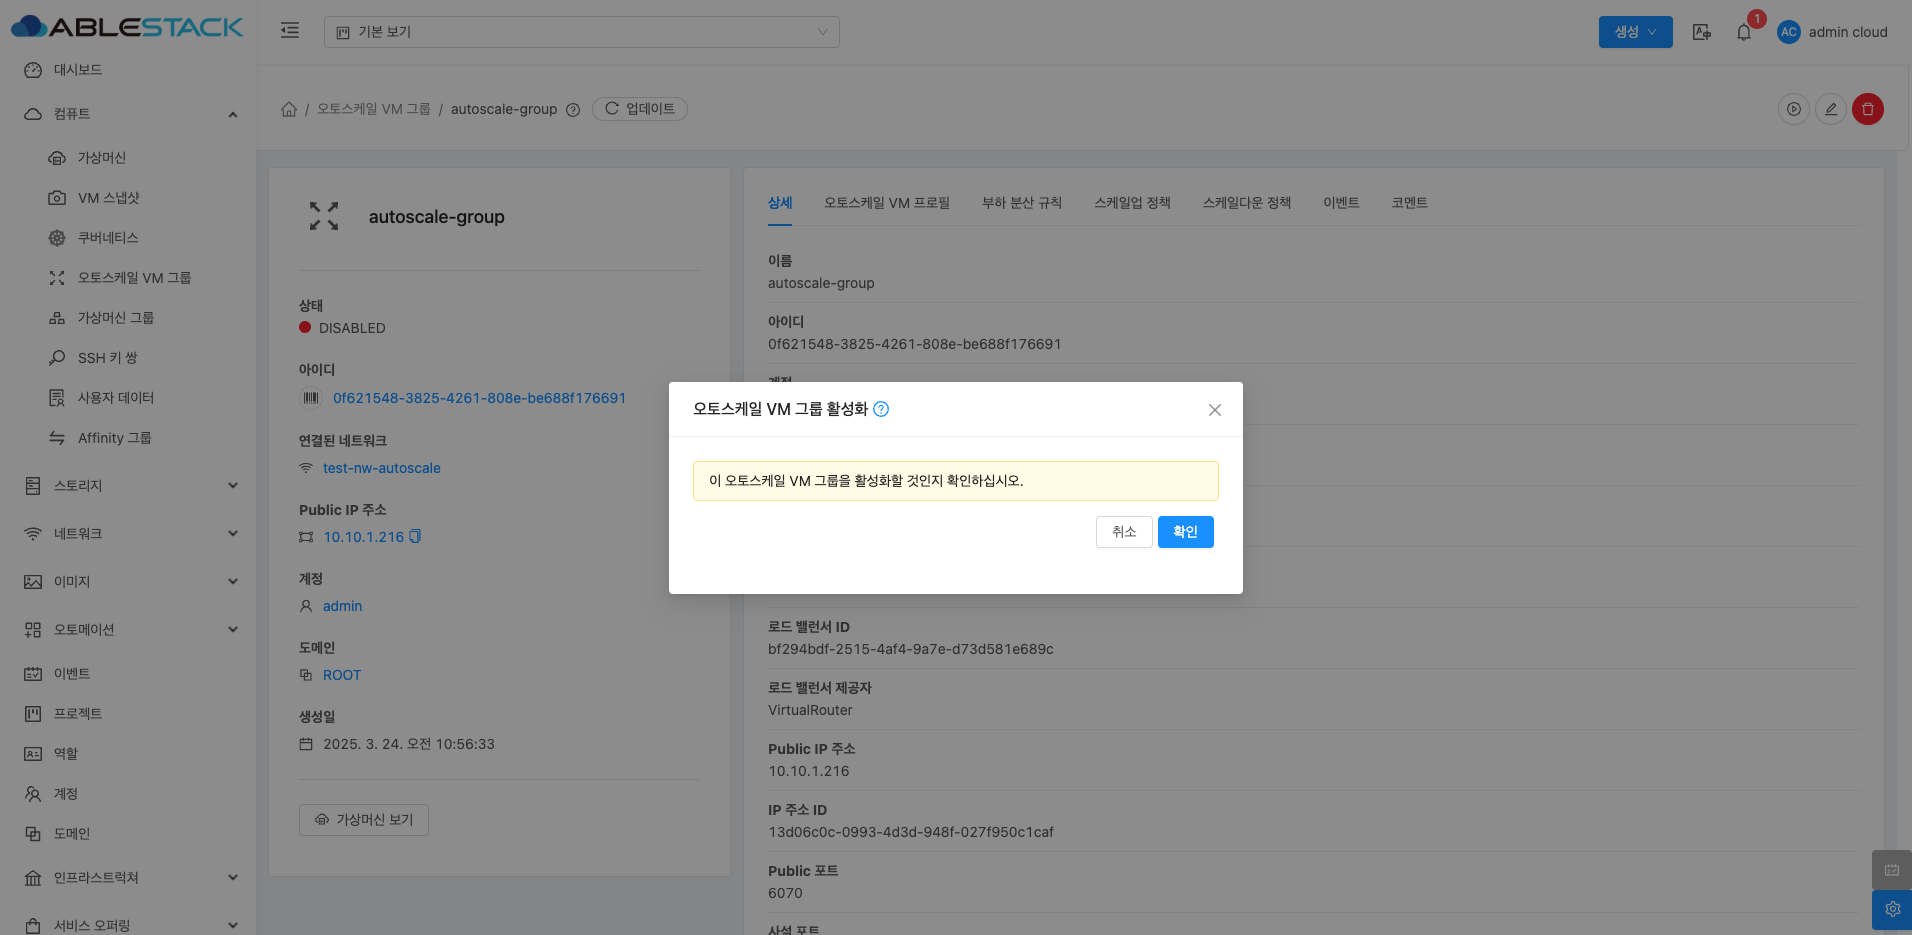 ABLESTACK
기본 보기
생성
1
AC
admin cloud
대시보드
컴퓨트
가상머신
VM 스냅샷
쿠버네티스
오토스케일 VM 그룹
가상머신 그룹
SSH 키 쌍
사용자 데이터
Affinity 그룹
스토리지
네트워크
이미지
오토메이션
이벤트
프로젝트
역할
계정
도메인
인프라스트럭쳐
서비스 오퍼링
/ 오토스케일 VM 그룹 / autoscale-group
업데이트
autoscale-group
상태
DISABLED
아이디
0f621548-3825-4261-808e-be688f176691
연결된 네트워크
test-nw-autoscale
Public IP 주소
10.10.1.216
계정
admin
도메인
ROOT
생성일
2025. 3. 24. 오전 10:56:33
가상머신 보기
상세
오토스케일 VM 프로필
부하 분산 규칙
스케일업 정책
스케일다운 정책
이벤트
코멘트
이름
autoscale-group
아이디
0f621548-3825-4261-808e-be688f176691
오토스케일 VM 그룹 활성화
이 오토스케일 VM 그룹을 활성화할 것인지 확인하십시오.
취소
확인
로드 밸런서 ID
bf294bdf-2515-4af4-9a7e-d73d581e689c
로드 밸런서 제공자
VirtualRouter
Public IP 주소
10.10.1.216
IP 주소 ID
13d06c0c-0993-4d3d-948f-027f950c1caf
Public 포트
6070
사설 포트